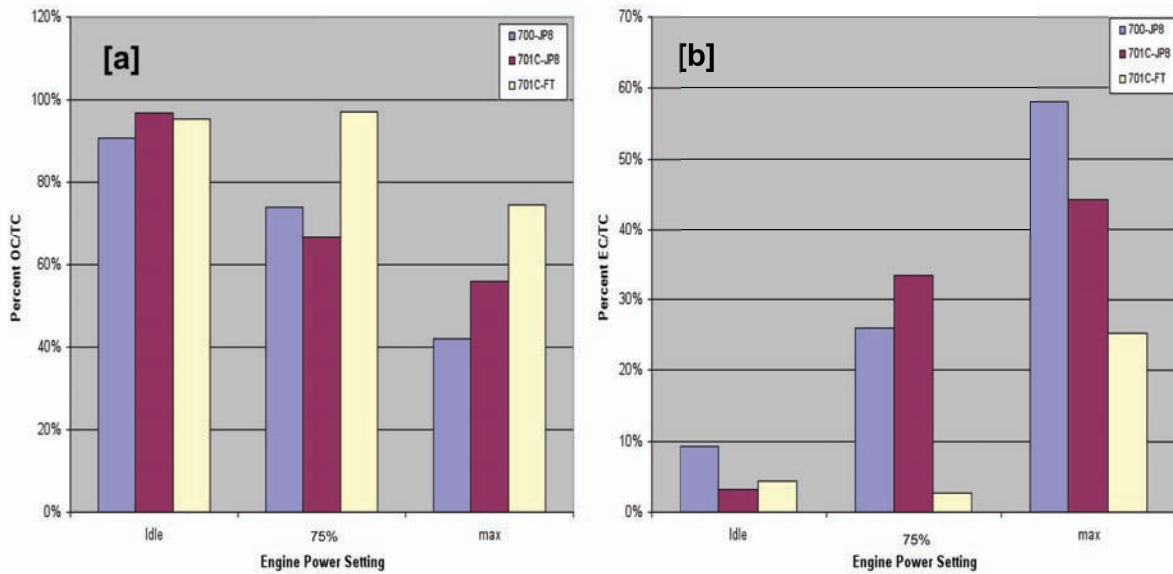 120%
100%
80%
60%
40%
20%
0%
Percent OC/TC
[a]
700-JP8
701C-JP8
701C-FT
Idle
75%
max
Engine Power Setting
70%
60%
50%
40%
30%
20%
10%
0%
Percent EC/TC
[b]
700-JP8
701C-JP8
701C-FT
Idle
75%
max
Engine Power Setting